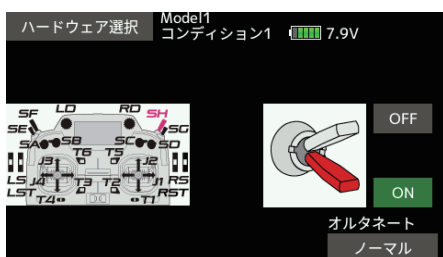 ハードウェア選択
Model1
コンディション1 7.9V
SF LD RD SH
SE SG
SA SB SC SD
T6 T5
J3 J2
LS J4 T3 T2 J1 RS
LST RST
T4 T1
OFF
ON
オルタネート
ノーマル